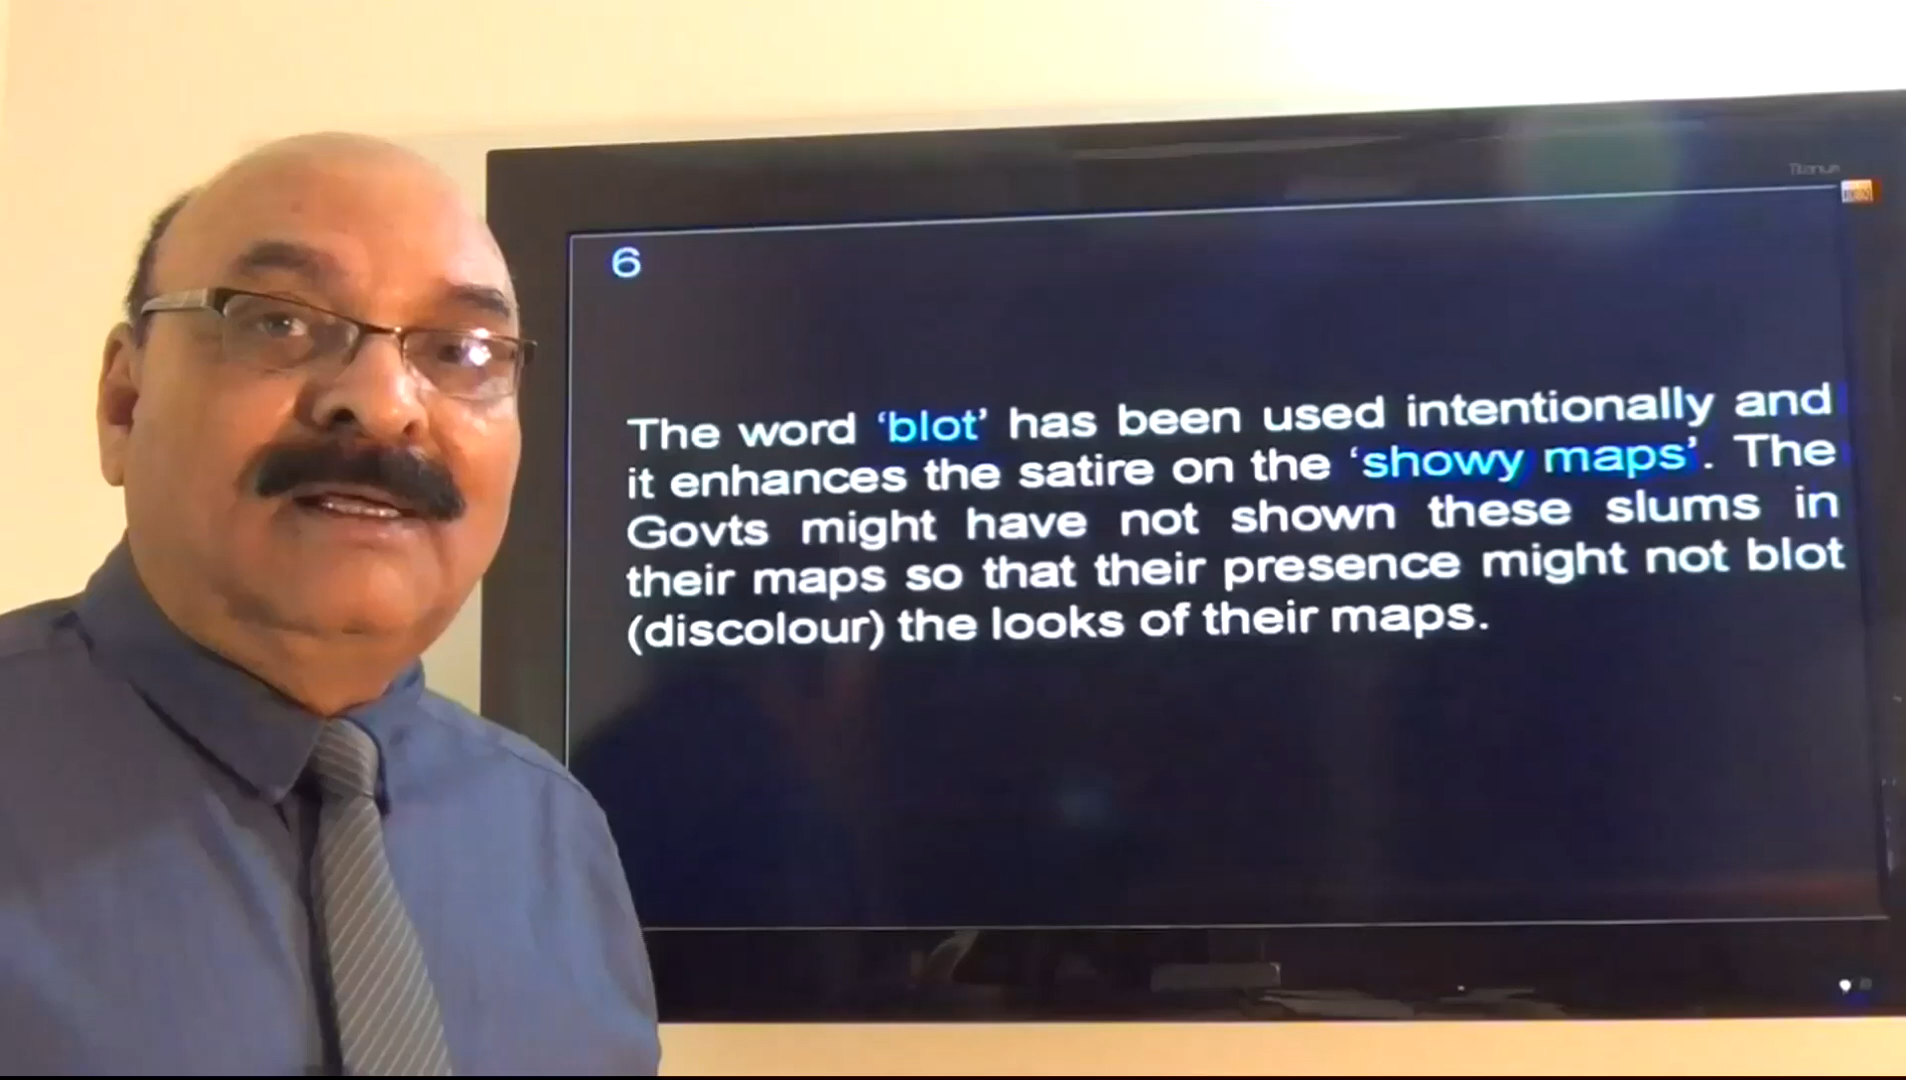 Titanium
6
The word ‘blot’ has been used intentionally and
it enhances the satire on the ‘showy maps’. The
Govts might have not shown these slums in
their maps so that their presence might not blot
(discolour) the looks of their maps.